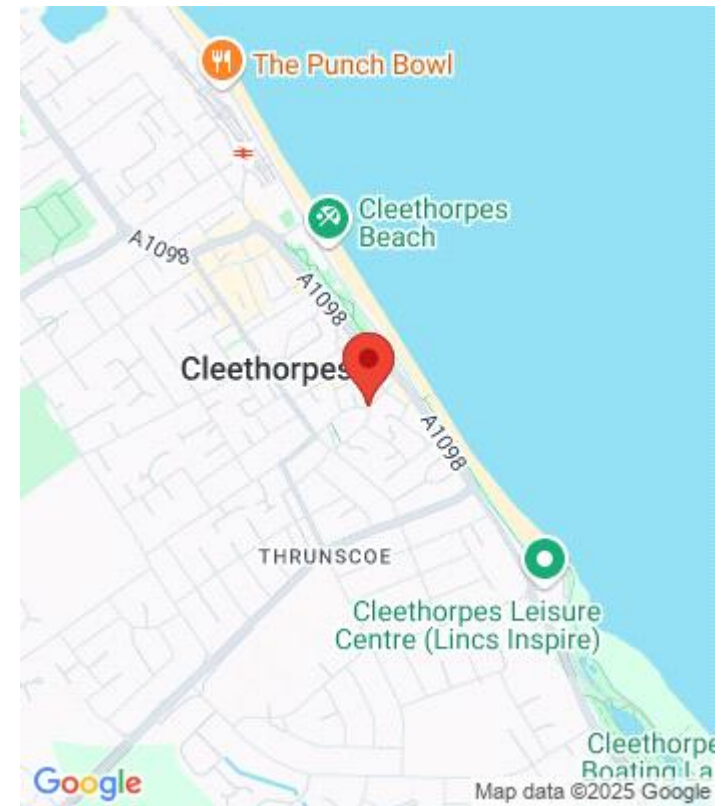 The Punch Bowl
Cleethorpes
Beach
A1098
A1098
Cleethorpes
A1098
THRUNSCOE
Cleethorpes Leisure
Centre (Lincs Inspire)
Cleethorpe
Boating La
Google
Map data ©2025 Google